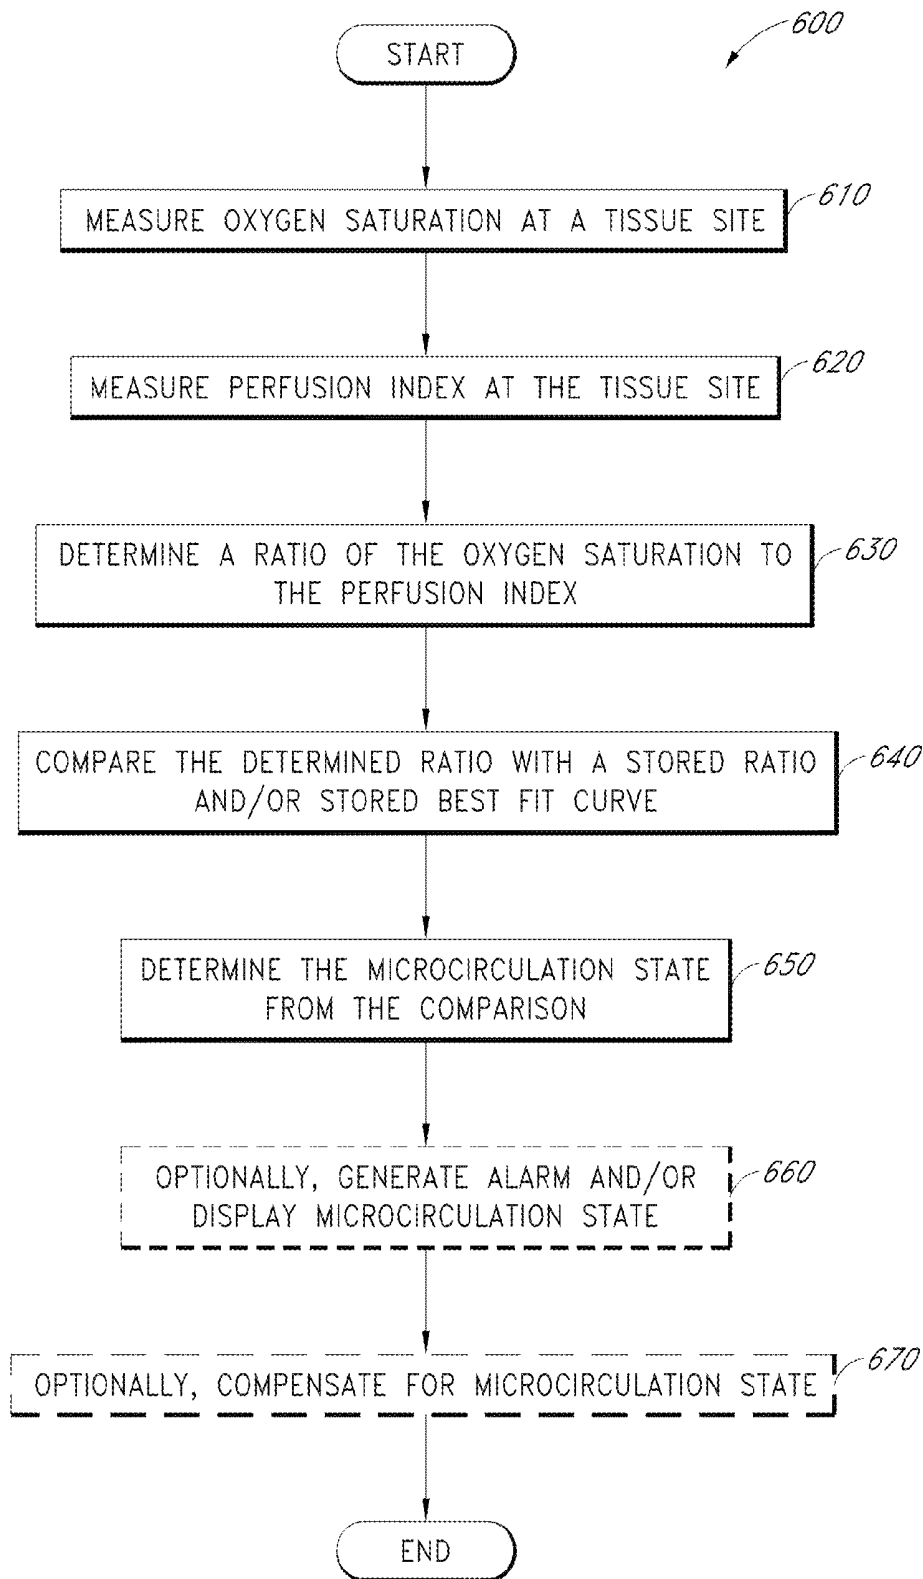 600
START
610
MEASURE OXYGEN SATURATION AT A TISSUE SITE
620
MEASURE PERFUSION INDEX AT THE TISSUE SITE
630
DETERMINE A RATIO OF THE OXYGEN SATURATION TO
THE PERFUSION INDEX
640
COMPARE THE DETERMINED RATIO WITH A STORED RATIO
AND/OR STORED BEST FIT CURVE
650
DETERMINE THE MICROCIRCULATION STATE
FROM THE COMPARISON
660
OPTIONALLY, GENERATE ALARM AND/OR
DISPLAY MICROCIRCULATION STATE
670
OPTIONALLY, COMPENSATE FOR MICROCIRCULATION STATE
END